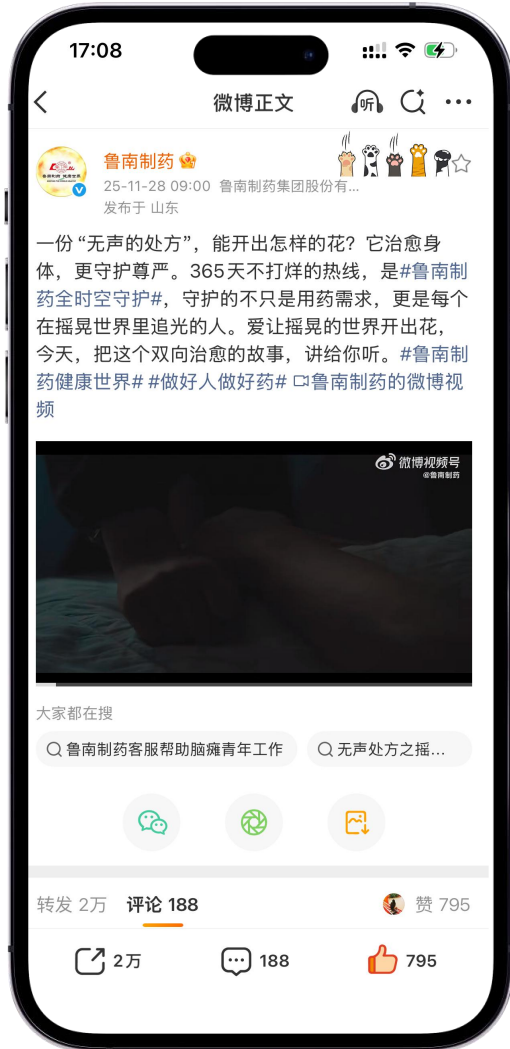 17:08
微博正文
听
鲁南制药
25-11-28 09:00 鲁南制药集团股份有...
发布于 山东
一份“无声的处方”，能开出怎样的花？它治愈身
体，更守护尊严。365天不打烊的热线，是#鲁南制
药全时空守护#，守护的不只是用药需求，更是每个
在摇晃世界里追光的人。爱让摇晃的世界开出花，
今天，把这个双向治愈的故事，讲给你听。#鲁南制
药健康世界# #做好人做好药# 鲁南制药的微博视
频
微博视频号
@鲁南制药
大家都在搜
鲁南制药客服帮助脑瘫青年工作
无声处方之摇...
转发 2万 评论 188 赞 795
2万 188 795